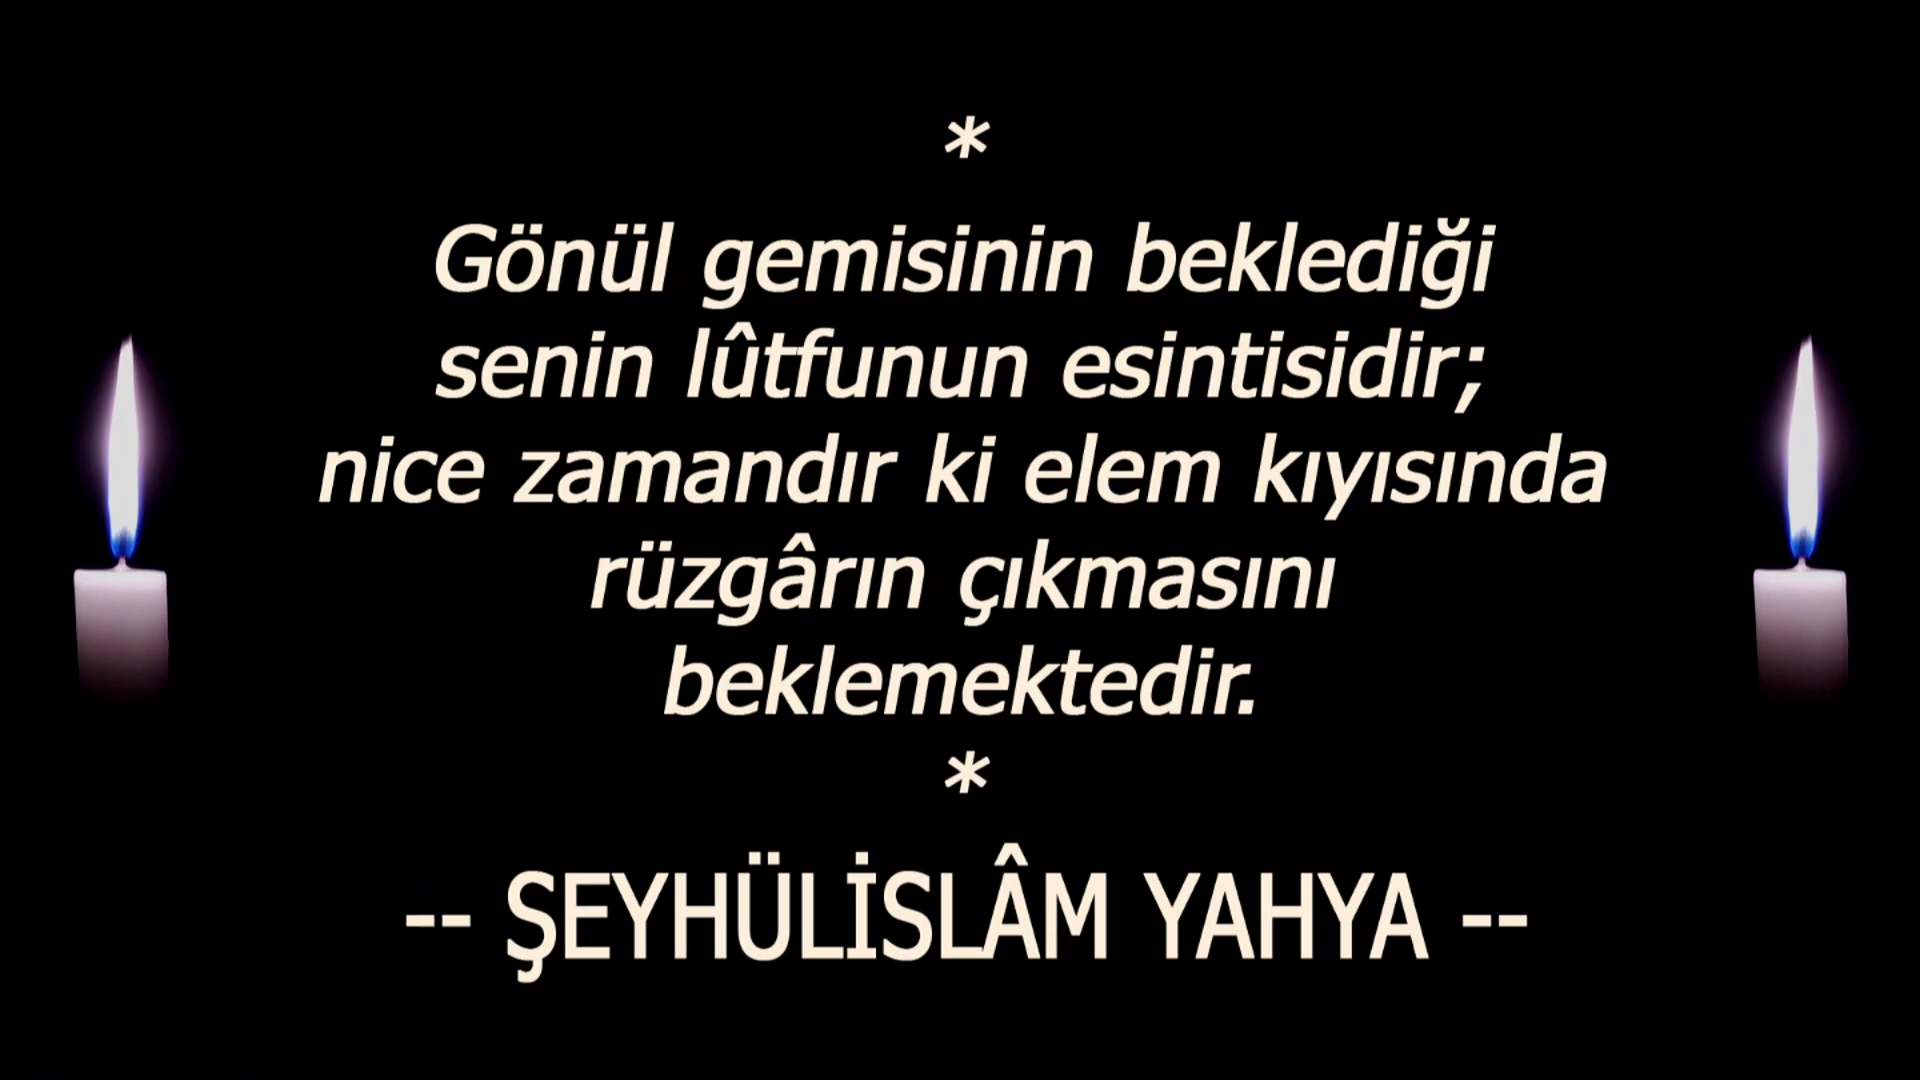 *
Gönül gemisinin beklediği
senin lûtfunun esintisidir;
nice zamandır ki elem kıyısında
rüzgârın çıkmasını
beklemektedir.
*
-- ŞEYHÜLİSLÂM YAHYA --